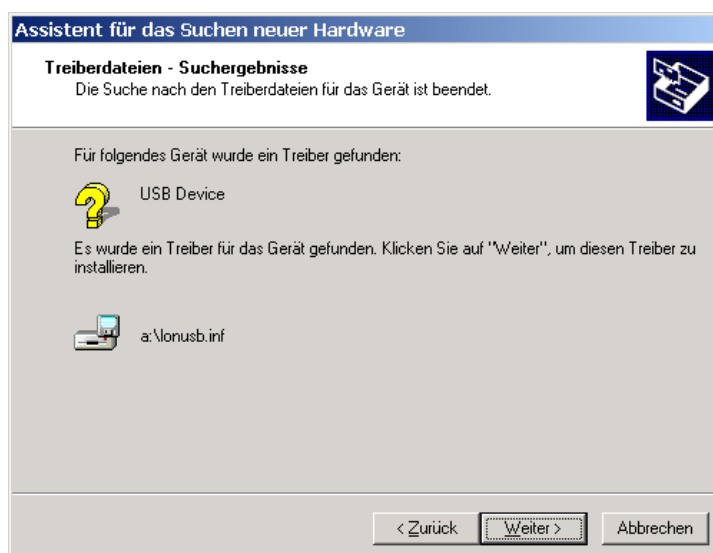 Assistent für das Suchen neuer Hardware
Treiberdateien - Suchergebnisse
Die Suche nach den Treiberdateien für das Gerät ist beendet.
Für folgendes Gerät wurde ein Treiber gefunden:
USB Device
Es wurde ein Treiber für das Gerät gefunden. Klicken Sie auf "Weiter", um diesen Treiber zu
installieren.
a:\lonusb.inf
< Zurück
Weiter >
Abbrechen